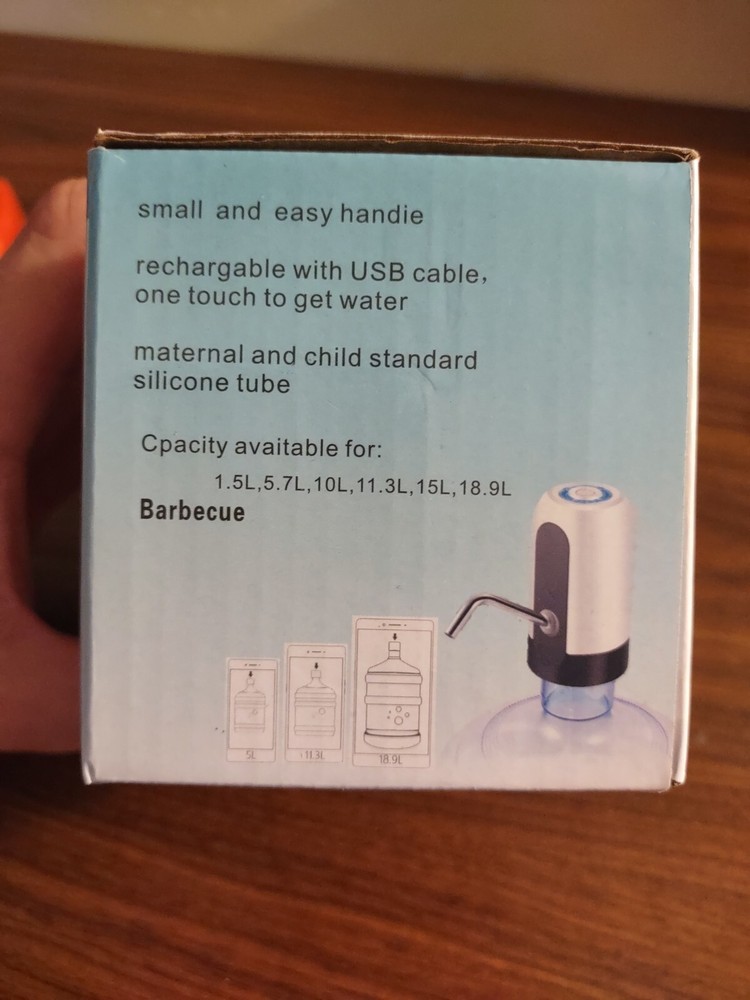 small and easy handie
rechargable with USB cable,
one touch to get water
maternal and child standard
silicone tube
Cpacity avaitable for:
1.5L,5.7L,10L,11.3L,15L,18.9L
Barbecue
5L
11.3L
18.9L